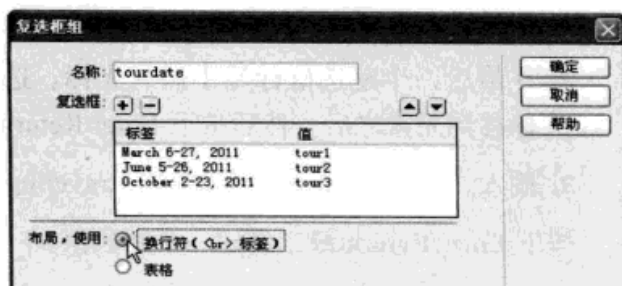 复选框组
名称: tourdate
确定
取消
复选框:
帮助
标签 值
March 6-27, 2011 tour1
June 5-26, 2011 tour2
October 2-23, 2011 tour3
布局，使用: 换行符（<br> 标签）
表格